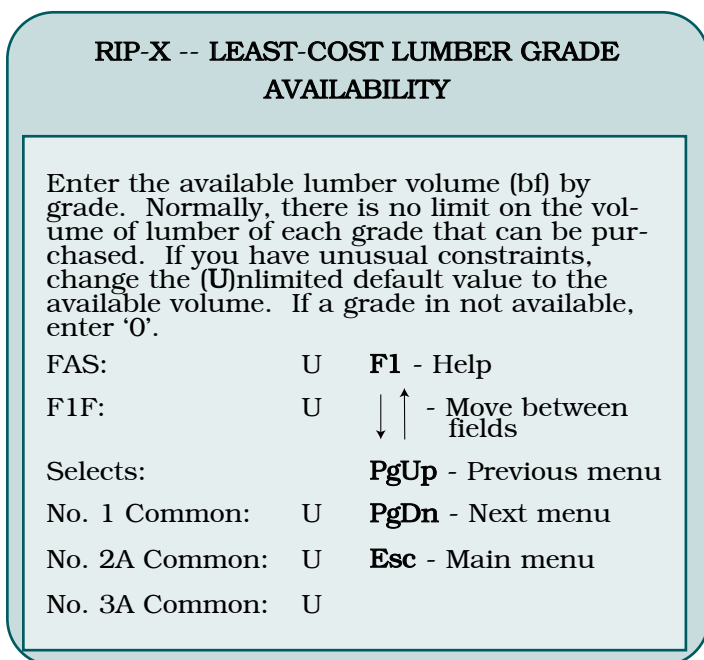 RIP-X -- LEAST-COST LUMBER GRADE
AVAILABILITY
Enter the available lumber volume (bf) by
grade. Normally, there is no limit on the vol-
ume of lumber of each grade that can be pur-
chased. If you have unusual constraints,
change the (U)nlimited default value to the
available volume. If a grade in not available,
enter ‘0’.
FAS: U F1 - Help
F1F: U ↓↑ - Move between
fields
Selects: PgUp - Previous menu
No. 1 Common: U PgDn - Next menu
No. 2A Common: U Esc - Main menu
No. 3A Common: U